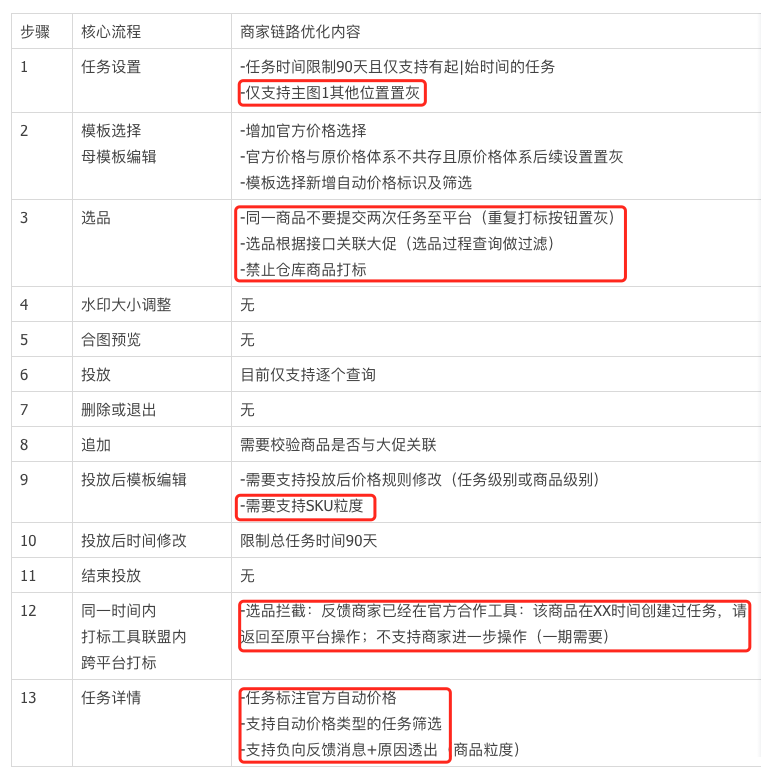 步骤 核心流程 商家链路优化内容
1 任务设置 -任务时间限制90天且仅支持有起|始时间的任务
-仅支持主图1其他位置置灰
2 模板选择 -增加官方价格选择
母模板编辑 -官方价格与原价格体系不共存且原价格体系后续设置置灰
-模板选择新增自动价格标识及筛选
3 选品 -同一商品不要提交两次任务至平台（重复打标按钮置灰）
-选品根据接口关联大促（选品过程查询做过滤）
-禁止仓库商品打标
4 水印大小调整 无
5 合图预览 无
6 投放 目前仅支持逐个查询
7 删除或退出 无
8 追加 需要校验商品是否与大促关联
9 投放后模板编辑 -需要支持投放后价格规则修改（任务级别或商品级别）
-需要支持SKU粒度
10 投放后时间修改 限制总任务时间90天
11 结束投放 无
12 同一时间内 -选品拦截：反馈商家已经在官方合作工具：该商品在XX时间创建过任务，请
打标工具联盟内 返回至原平台操作；不支持商家进一步操作（一期需要）
跨平台打标
13 任务详情 -任务标注官方自动价格
-支持自动价格类型的任务筛选
-支持负向反馈消息+原因透出（商品粒度）